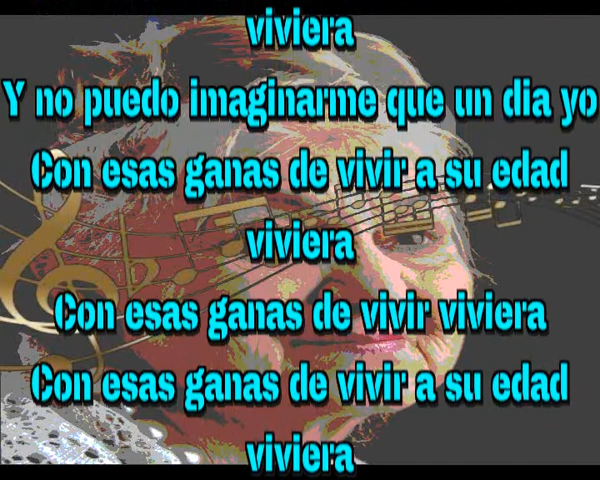 viviera
Y no puedo imaginarme que un dia yo
Con esas ganas de vivir a su edad
viviera
Con esas ganas de vivir viviera
Con esas ganas de vivir a su edad
viviera